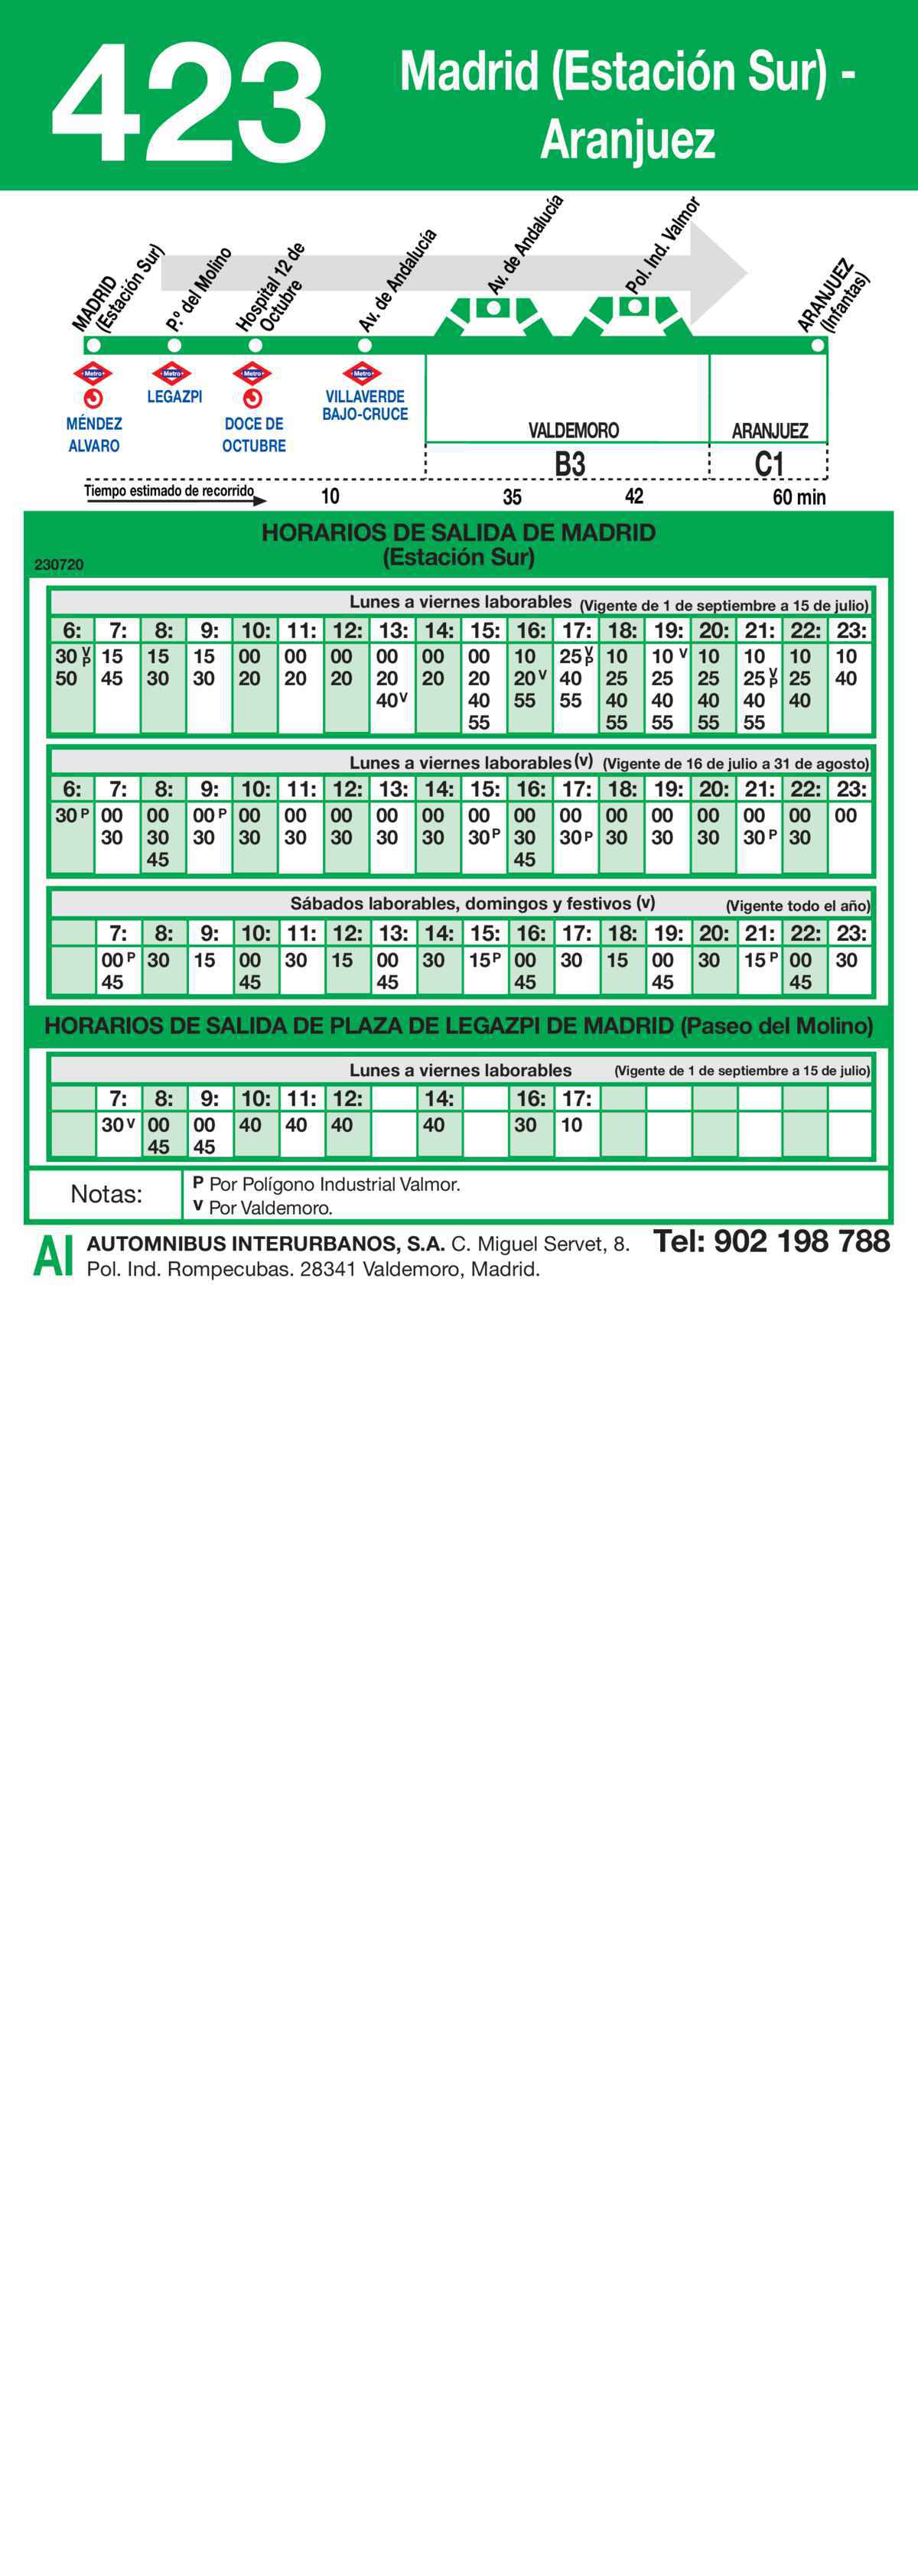 423
Madrid (Estación Sur) -
Aranjuez
MADRID
(Estación Sur)
P.º del Molino
Hospital 12 de
Octubre
Av. de Andalucía
Av. de Andalucía
Pol. Ind. Valmor
ARANJUEZ
(Infantas)
Metro Metro Metro Metro
MÉNDEZ
ALVARO
LEGAZPI
DOCE DE
OCTUBRE
VILLAVERDE
BAJO-CRUCE
VALDEMORO ARANJUEZ
B3 C1
Tiempo estimado de recorrido 10 35 42 60 min
HORARIOS DE SALIDA DE MADRID
(Estación Sur)
230720
Lunes a viernes laborables (Vigente de 1 de septiembre a 15 de julio)
6: 7: 8: 9: 10: 11: 12: 13: 14: 15: 16: 17: 18: 19: 20: 21: 22: 23:
30 V P 15 15 15 00 00 00 00 00 00 10 25 V P 10 10 V 10 10 10 10
50 45 30 30 20 20 20 20 20 20 20 V 40 25 25 25 25 V P 25 40
40 V 40 55 55 40 40 40 40 40
55 55 55 55 55
Lunes a viernes laborables (v) (Vigente de 16 de julio a 31 de agosto)
6: 7: 8: 9: 10: 11: 12: 13: 14: 15: 16: 17: 18: 19: 20: 21: 22: 23:
30 P 00 00 00 P 00 00 00 00 00 00 00 00 00 00 00 00 00 00
30 30 30 30 30 30 30 30 30 P 30 30 P 30 30 30 30 P 30
45 45
Sábados laborables, domingos y festivos (v) (Vigente todo el año)
7: 8: 9: 10: 11: 12: 13: 14: 15: 16: 17: 18: 19: 20: 21: 22: 23:
00 P 30 15 00 30 15 00 30 15 P 00 30 15 00 30 15 P 00 30
45 45 45 45 45 45
HORARIOS DE SALIDA DE PLAZA DE LEGAZPI DE MADRID (Paseo del Molino)
Lunes a viernes laborables (Vigente de 1 de septiembre a 15 de julio)
7: 8: 9: 10: 11: 12: 14: 16: 17:
30 V 00 00 40 40 40 40 30 10
45 45
Notas:
P Por Polígono Industrial Valmor.
V Por Valdemoro.
AI
AUTOMNIBUS INTERURBANOS, S.A. C. Miguel Servet, 8. Tel: 902 198 788
Pol. Ind. Rompecubas. 28341 Valdemoro, Madrid.